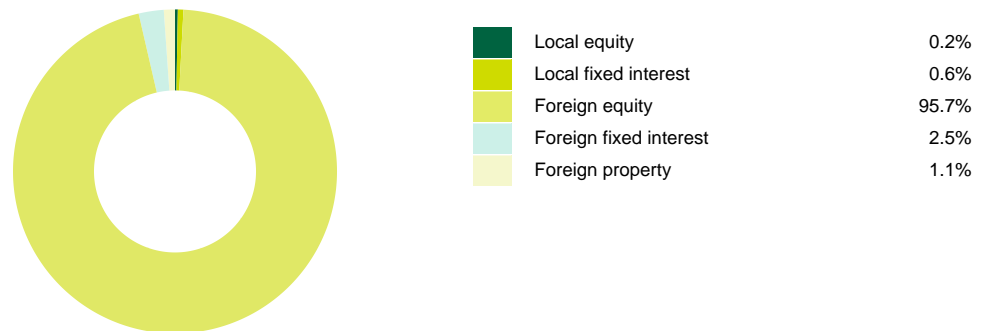 Local equity 0.2%
Local fixed interest 0.6%
Foreign equity 95.7%
Foreign fixed interest 2.5%
Foreign property 1.1%